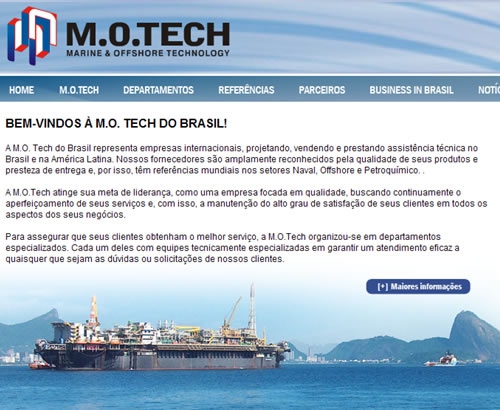 M.O.TECH
MARINE & OFFSHORE TECHNOLOGY
HOME M.O.TECH DEPARTAMENTOS REFERÊNCIAS PARCEIROS BUSINESS IN BRASIL NOTÍC
BEM-VINDOS À M.O. TECH DO BRASIL!
A M.O. Tech do Brasil representa empresas internacionais, projetando, vendendo e prestando assistência técnica no
Brasil e na América Latina. Nossos fornecedores são amplamente reconhecidos pela qualidade de seus produtos e
presteza de entrega e, por isso, têm referências mundiais nos setores Naval, Offshore e Petroquímico. .
A M.O.Tech atinge sua meta de liderança, como uma empresa focada em qualidade, buscando continuamente o
aperfeiçoamento de seus serviços e, com isso, a manutenção do alto grau de satisfação de seus clientes em todos os
aspectos dos seus negócios.
Para assegurar que seus clientes obtenham o melhor serviço, a M.O.Tech organizou-se em departamentos
especializados. Cada um deles com equipes tecnicamente especializadas em garantir um atendimento eficaz a
quaisquer que sejam as dúvidas ou solicitações de nossos clientes.
[+] Maiores informações